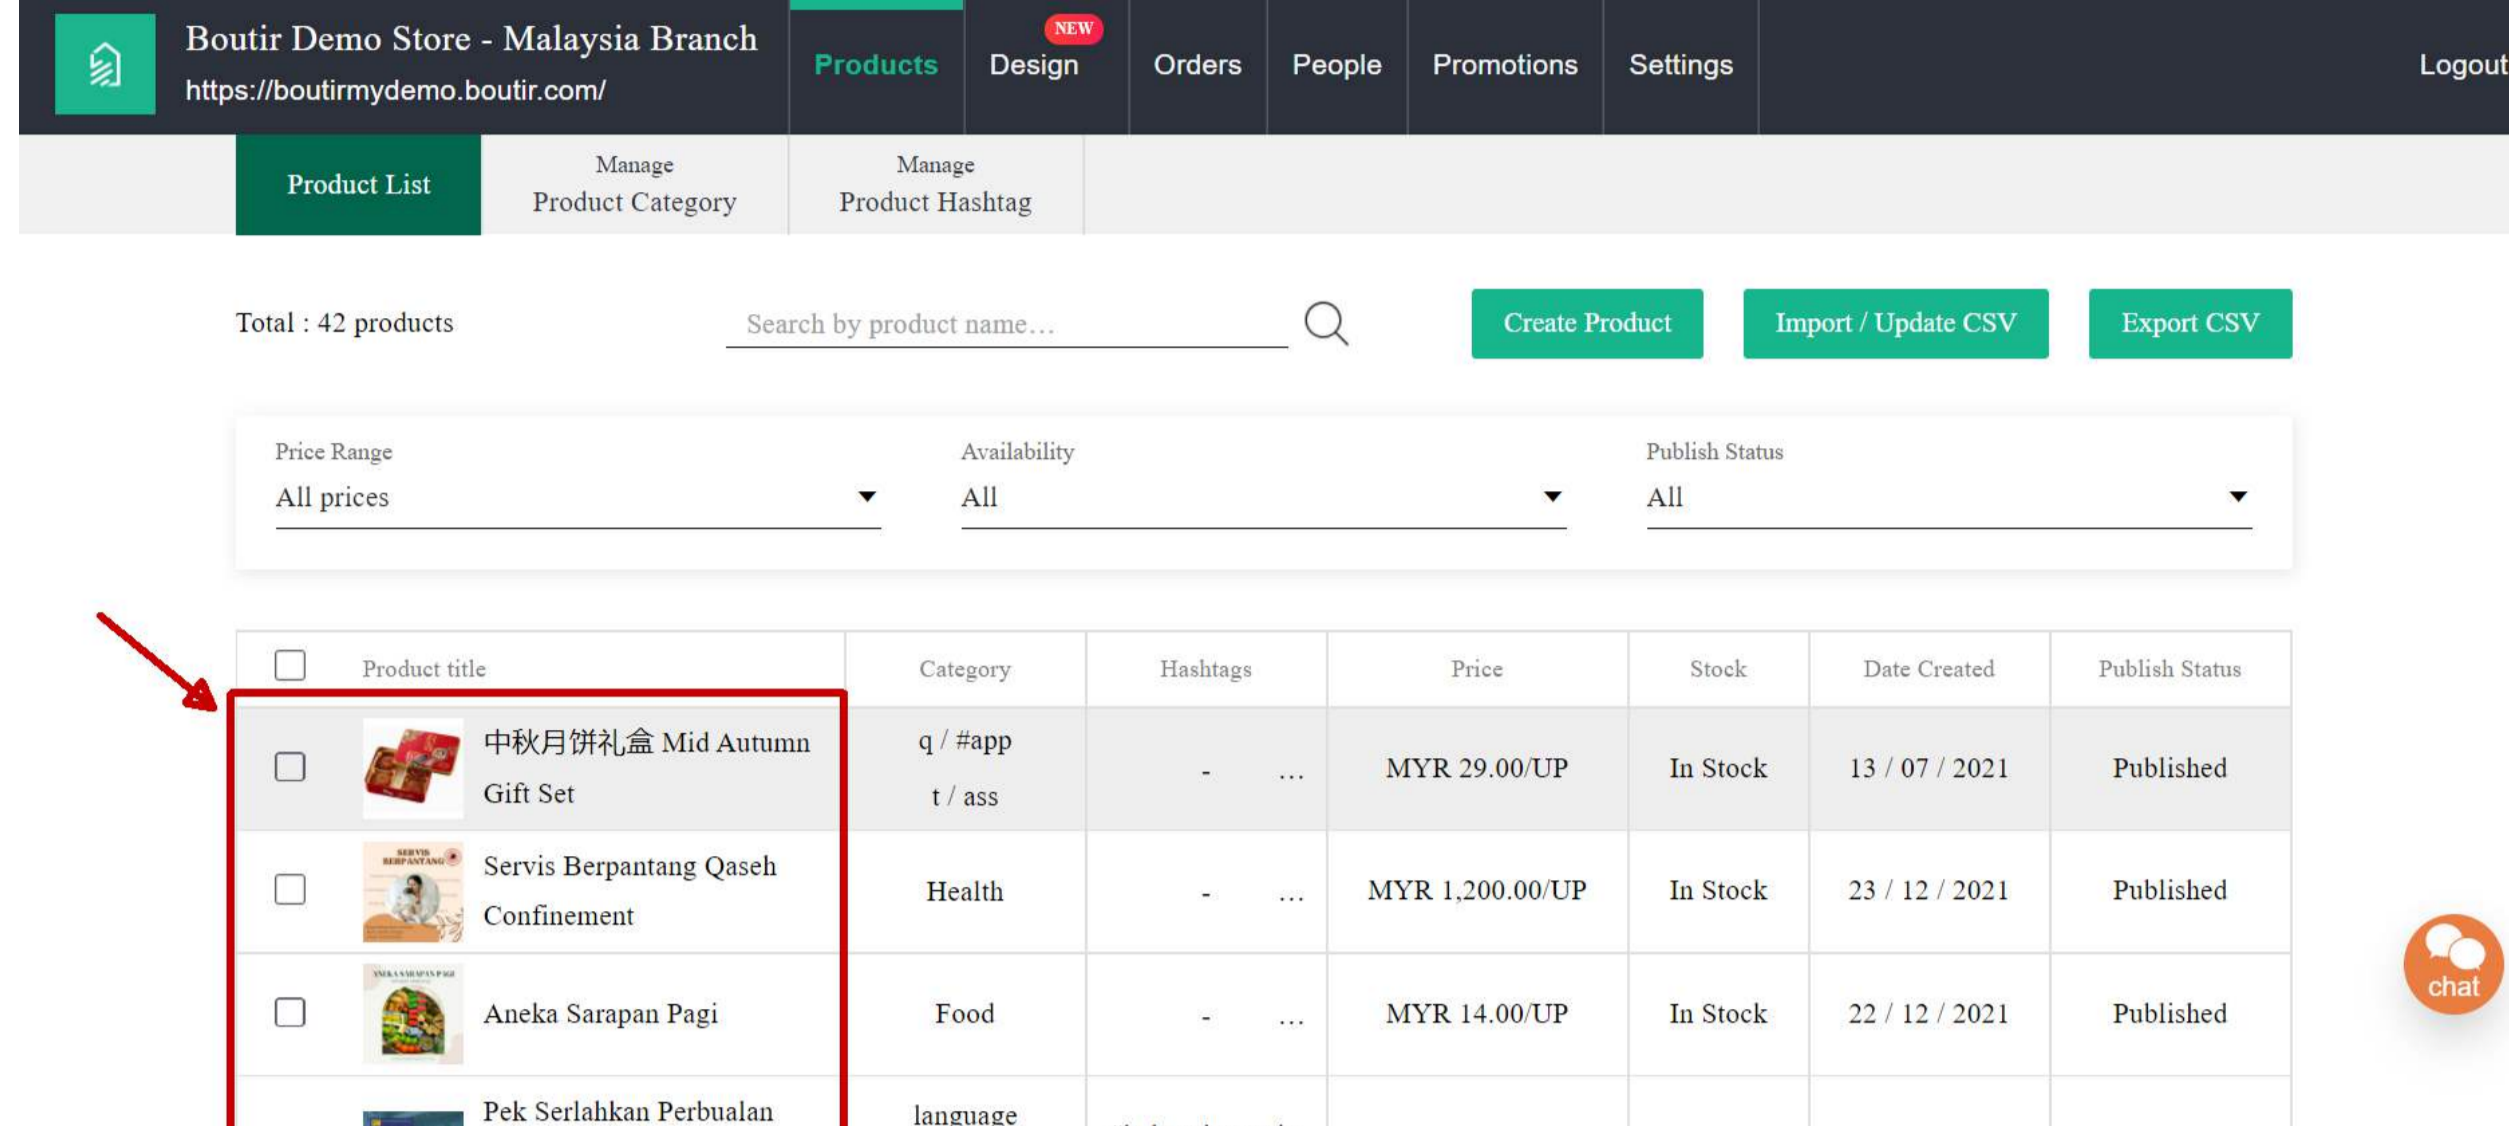 Boutir Demo Store - Malaysia Branch
https://boutirmydemo.boutir.com/
Products
NEW
Design
Orders
People
Promotions
Settings
Logout
Product List
Manage
Product Category
Manage
Product Hashtag
Total : 42 products
Search by product name...
Create Product
Import / Update CSV
Export CSV
Price Range
All prices
Availability
All
Publish Status
All
Product title
Category
Hashtags
Price
Stock
Date Created
Publish Status
中秋月饼礼盒 Mid Autumn
Gift Set
q / #app
t / ass
-
...
MYR 29.00/UP
In Stock
13 / 07 / 2021
Published
SERVIS
BERPANTANG
Servis Berpantang Qaseh
Confinement
Health
-
...
MYR 1,200.00/UP
In Stock
23 / 12 / 2021
Published
ANEKA SARAPAN PAGI
Aneka Sarapan Pagi
Food
-
...
MYR 14.00/UP
In Stock
22 / 12 / 2021
Published
Pek Serlahkan Perbualan
language
chat